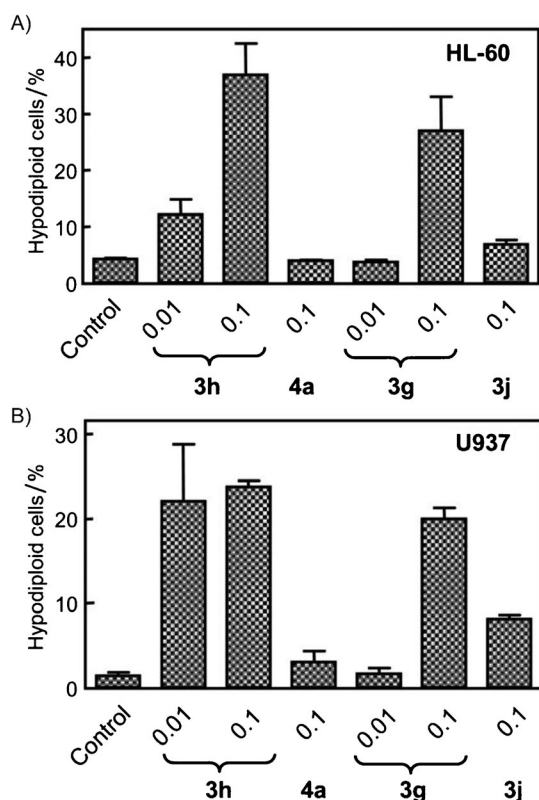 A)
HL-60
Hypodiploid cells/%
40
30
20
10
0
Control
0.01
0.1
0.1
0.01
0.1
0.1
3h
4a
3g
3j
B)
U937
Hypodiploid cells/%
30
20
10
0
Control
0.01
0.1
0.1
0.01
0.1
0.1
3h
4a
3g
3j